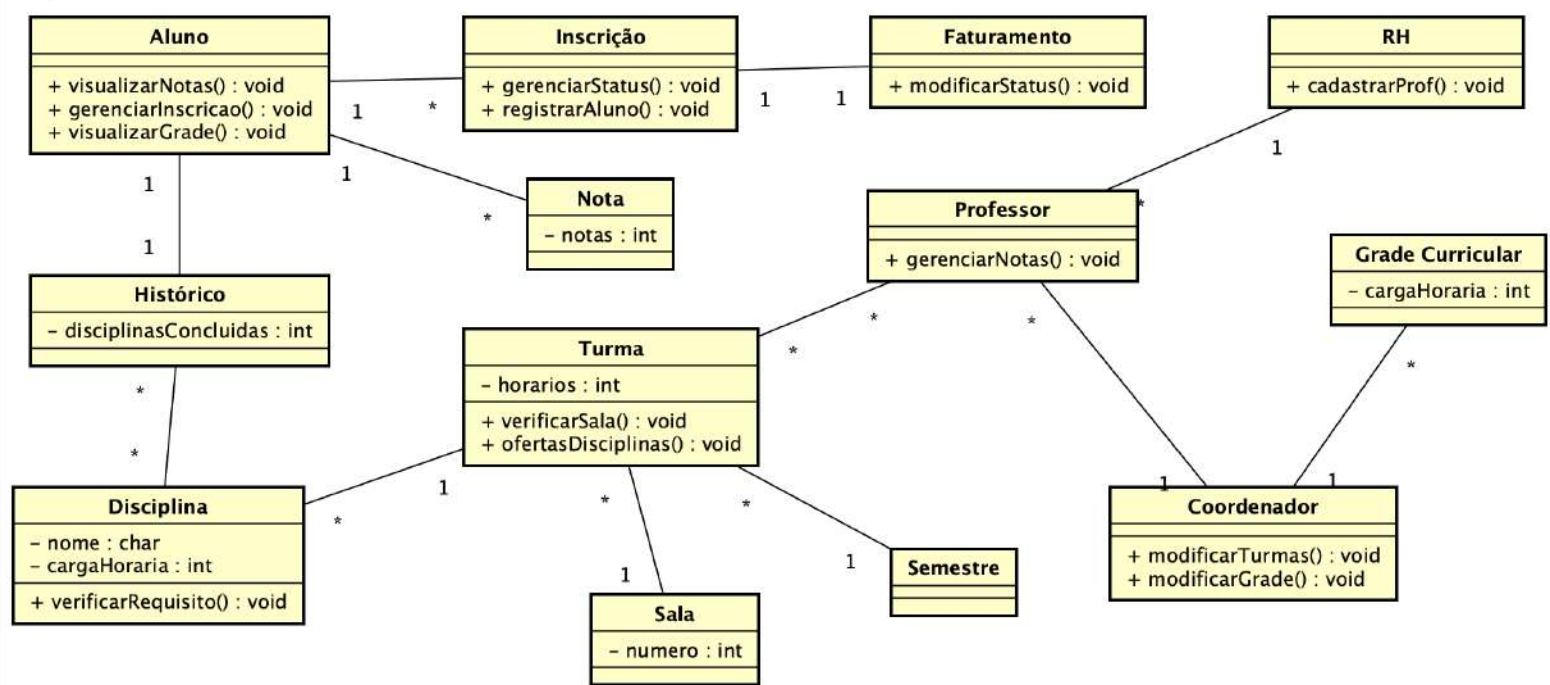 Aluno
+ visualizarNotas() : void
+ gerenciarInscricao() : void
+ visualizarGrade() : void
Inscrição
+ gerenciarStatus() : void
+ registrarAluno() : void
Faturamento
+ modificarStatus() : void
RH
+ cadastrarProf() : void
1
*
1
1
1
1
*
1
*
1
1
Nota
– notas : int
Professor
+ gerenciarNotas() : void
Grade Curricular
– cargaHoraria : int
Histórico
– disciplinasConcluidas : int
*
*
*
*
*
1
1
*
Turma
– horarios : int
+ verificarSala() : void
+ ofertasDisciplinas() : void
1
*
*
1
*
1
Disciplina
– nome : char
– cargaHoraria : int
+ verificarRequisito() : void
Sala
– numero : int
Semestre
Coordenador
+ modificarTurmas() : void
+ modificarGrade() : void